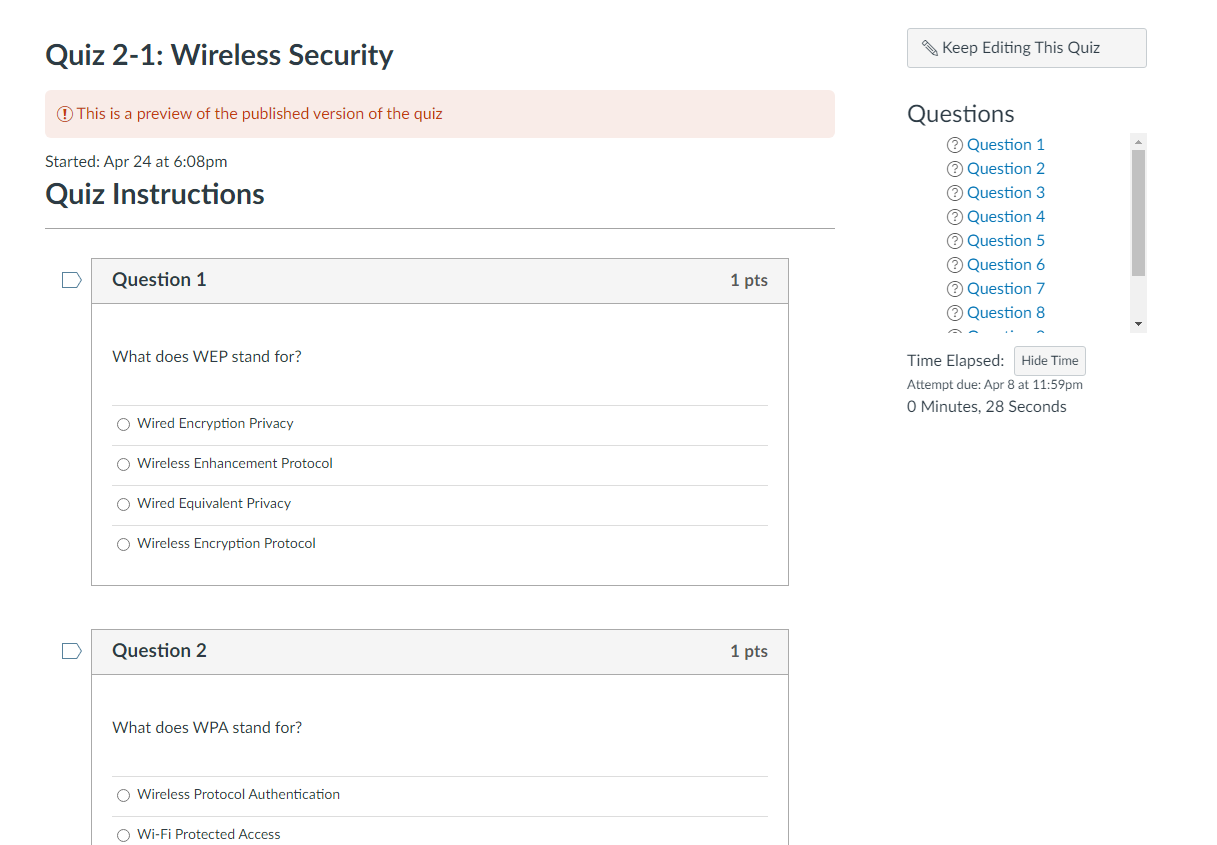 Quiz 2-1: Wireless Security
This is a preview of the published version of the quiz
Started: Apr 24 at 6:08pm
Quiz Instructions
Question 1
1 pts
What does WEP stand for?
Wired Encryption Privacy
Wireless Enhancement Protocol
Wired Equivalent Privacy
Wireless Encryption Protocol
Question 2
1 pts
What does WPA stand for?
Wireless Protocol Authentication
Wi-Fi Protected Access
Keep Editing This Quiz
Questions
Question 1
Question 2
Question 3
Question 4
Question 5
Question 6
Question 7
Question 8
Time Elapsed:
Hide Time
Attempt due: Apr 8 at 11:59pm
0 Minutes, 28 Seconds